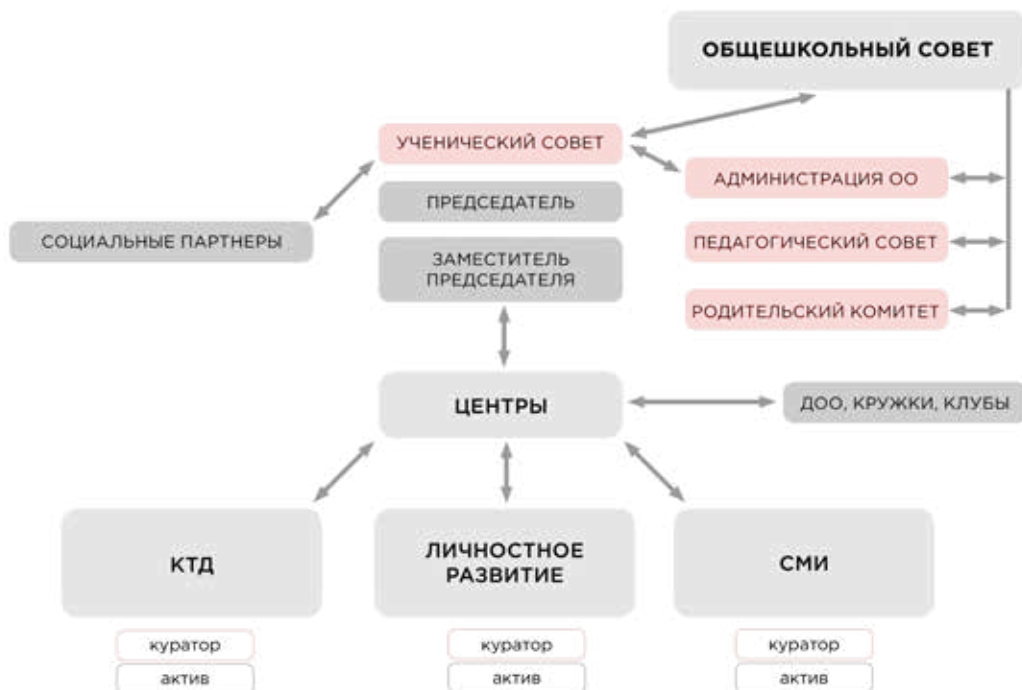 ОБЩЕШКОЛЬНЫЙ СОВЕТ
УЧЕНИЧЕСКИЙ СОВЕТ
АДМИНИСТРАЦИЯ ОО
ПРЕДСЕДАТЕЛЬ
СОЦИАЛЬНЫЕ ПАРТНЕРЫ
ПЕДАГОГИЧЕСКИЙ СОВЕТ
ЗАМЕСТИТЕЛЬ
ПРЕДСЕДАТЕЛЯ
РОДИТЕЛЬСКИЙ КОМИТЕТ
ЦЕНТРЫ
ДОО, КРУЖКИ, КЛУБЫ
КТД
ЛИЧНОСТНОЕ
РАЗВИТИЕ
СМИ
куратор
актив
куратор
актив
куратор
актив